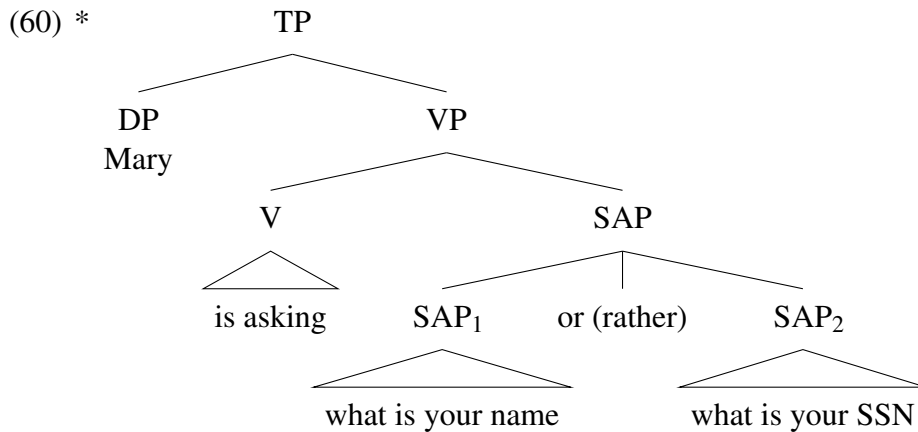 (60) * TP
DP VP
Mary
V SAP
is asking SAP₁ or (rather) SAP₂
what is your name what is your SSN